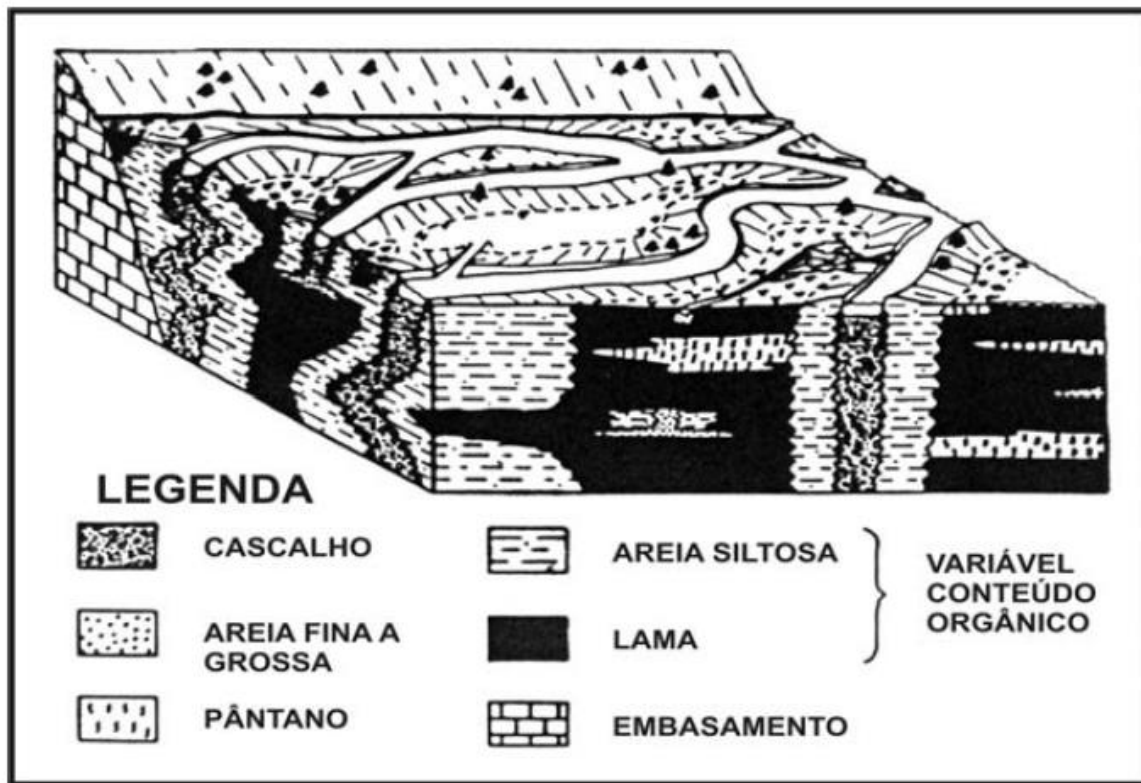 LEGENDA
CASCALHO
AREIA FINA A
GROSSA
PÂNTANO
AREIA SILTOSA
LAMA
EMBASAMENTO
VARIÁVEL
CONTEÚDO
ORGÂNICO